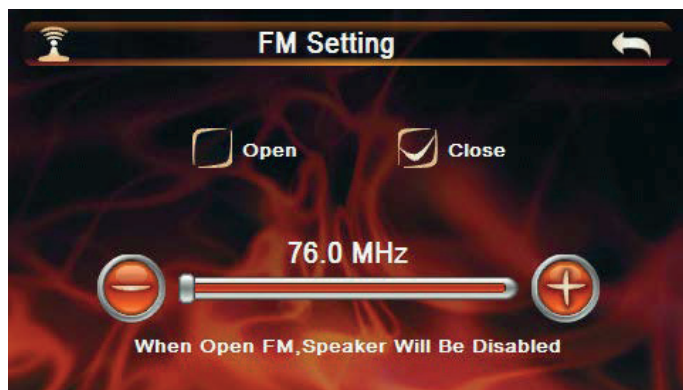 FM Setting
Open Close
76.0 MHz
When Open FM,Speaker Will Be Disabled